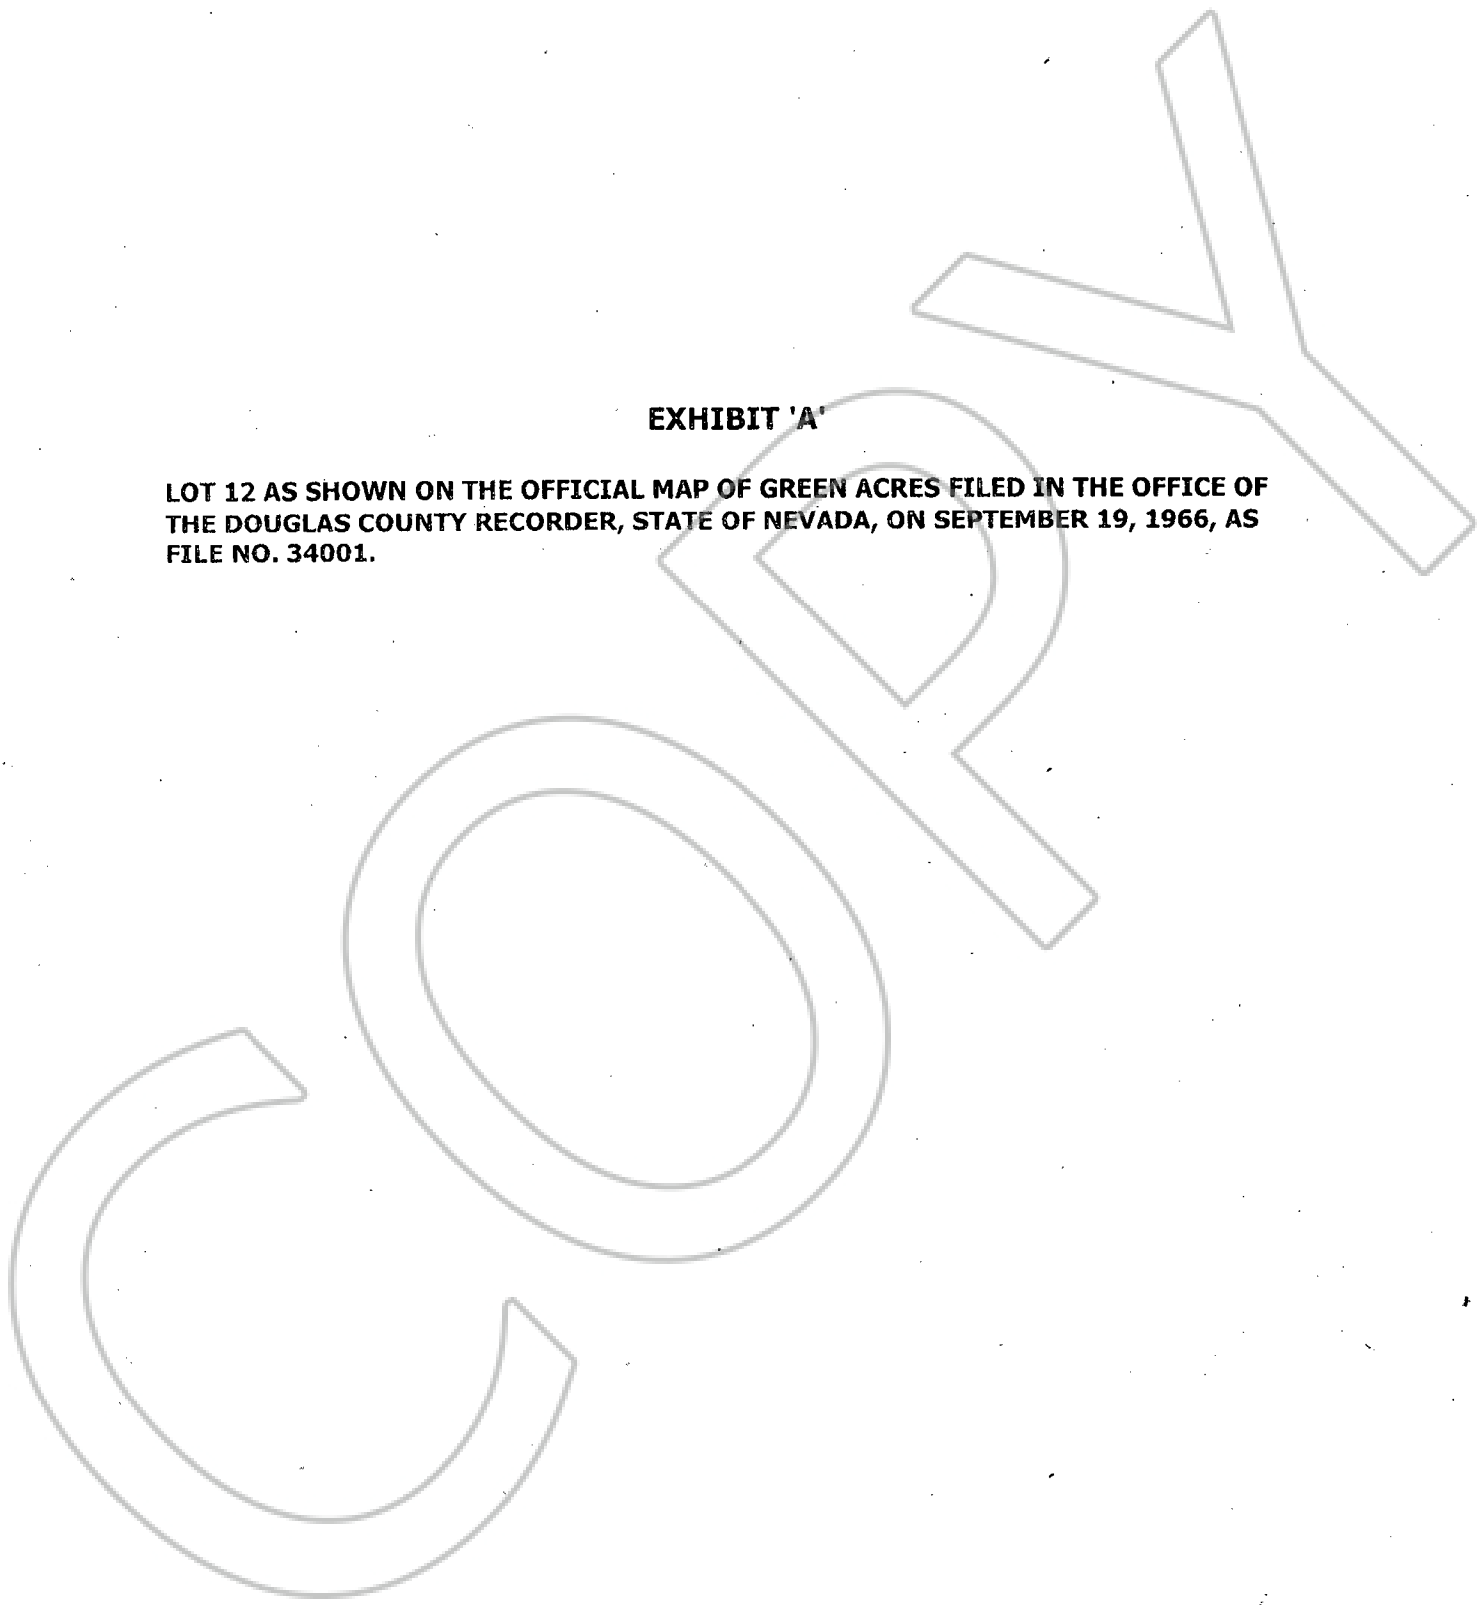 EXHIBIT 'A'
LOT 12 AS SHOWN ON THE OFFICIAL MAP OF GREEN ACRES FILED IN THE OFFICE OF
THE DOUGLAS COUNTY RECORDER, STATE OF NEVADA, ON SEPTEMBER 19, 1966, AS
FILE NO. 34001.
COPY